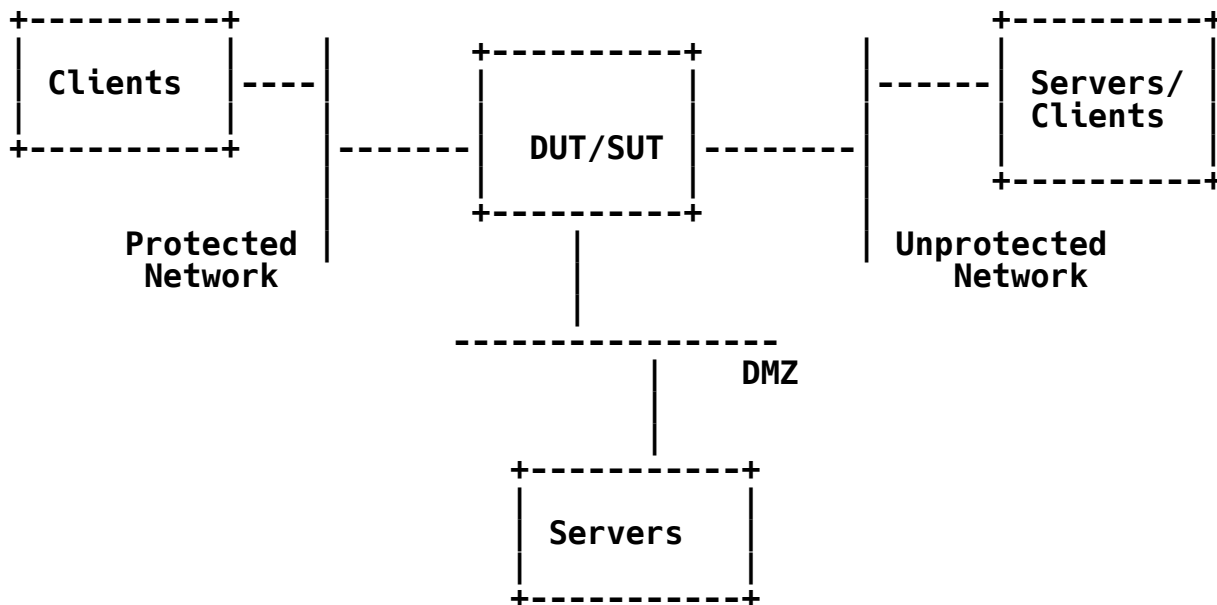 Clients
Servers/
Clients
DUT/SUT
Protected
Network
Unprotected
Network
DMZ
Servers